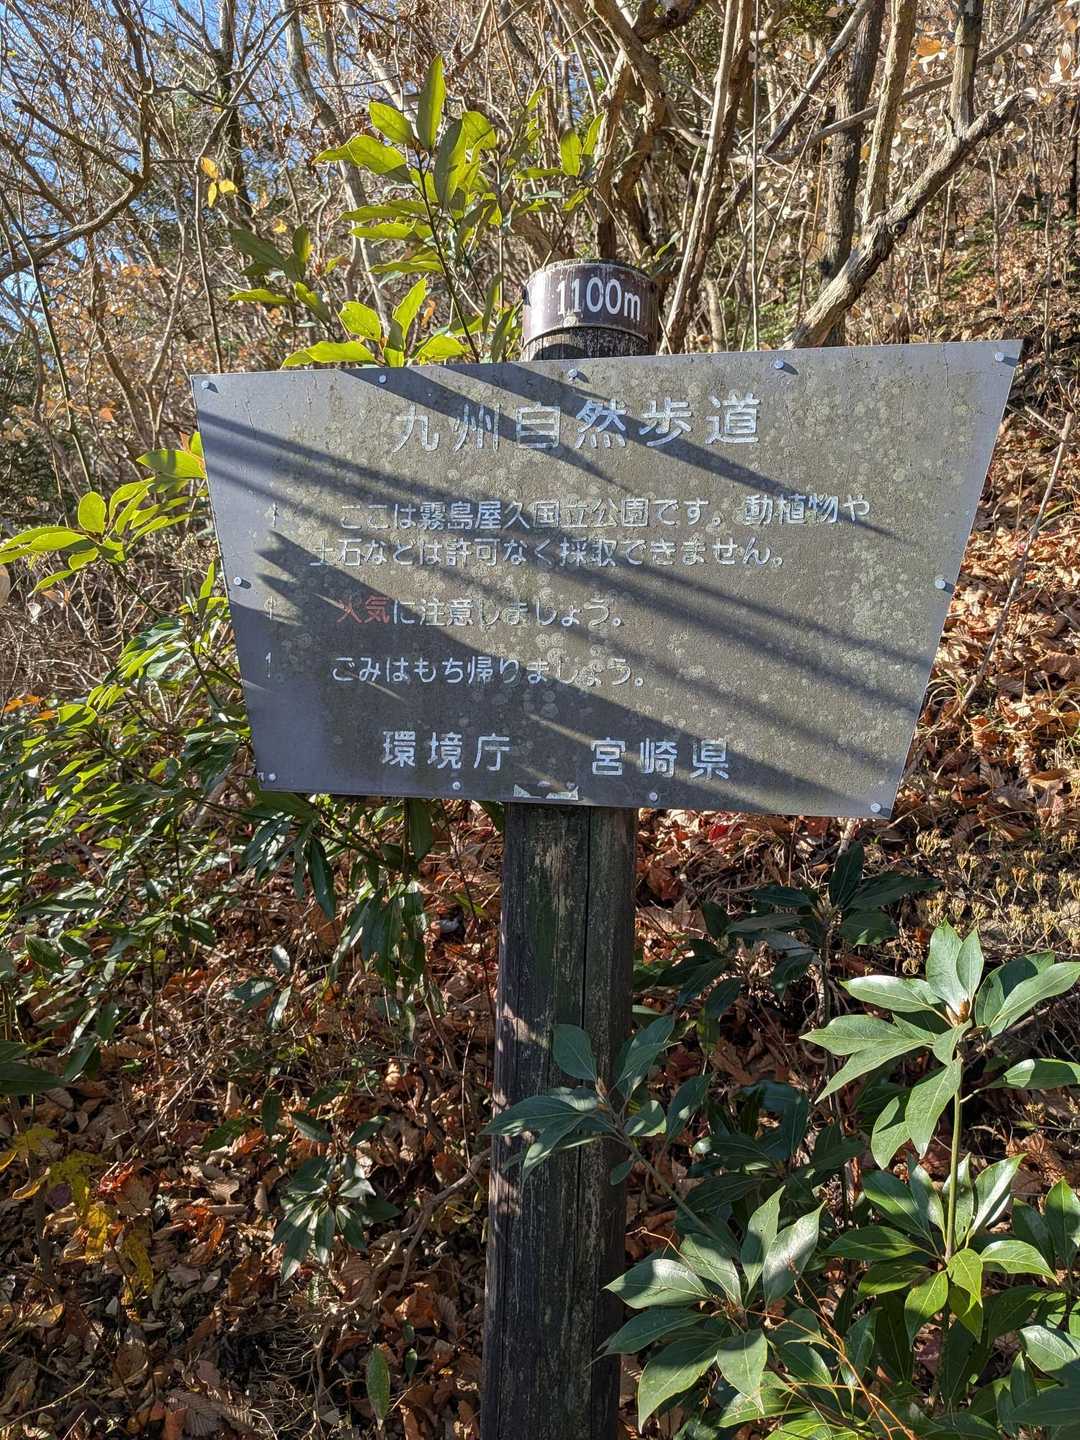 1100m
九州自然歩道
1 ここは霧島屋久国立公園です。動植物や
土石などは許可なく採取できません。
1 火気に注意しましょう。
1 ごみはもち帰りましょう。
環境庁 宮崎県